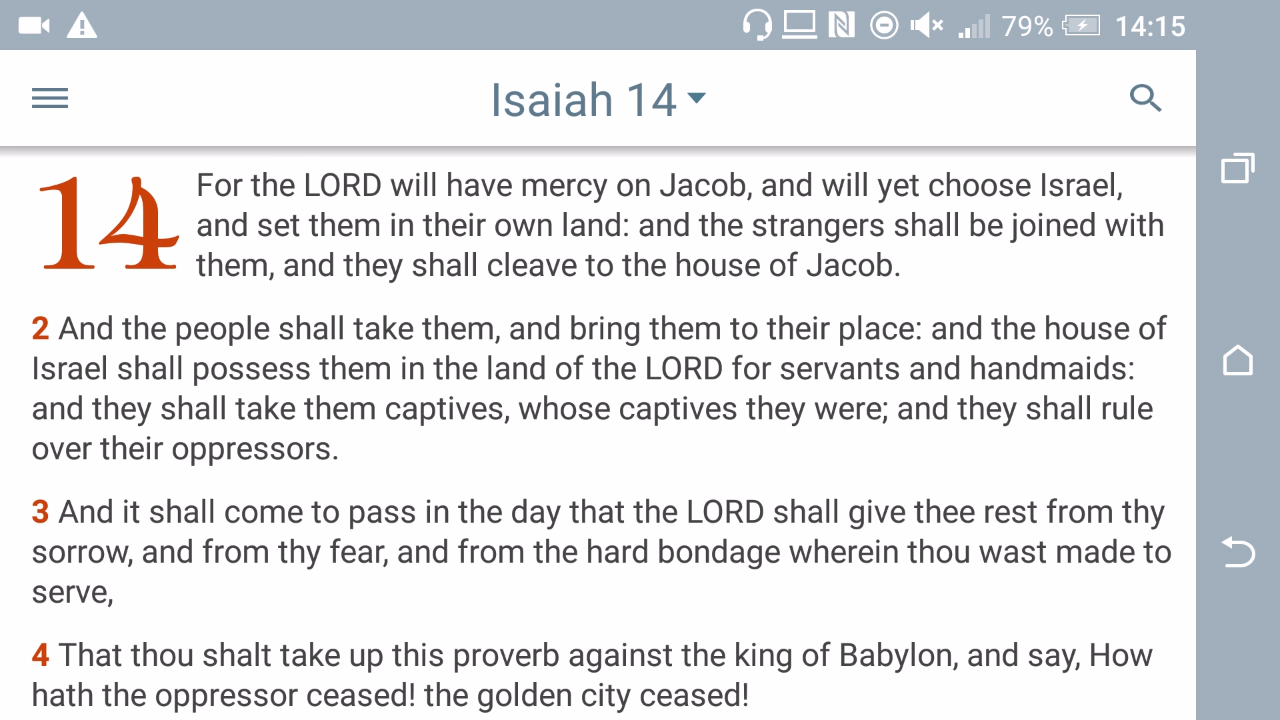 79% 14:15
Isaiah 14
14 For the LORD will have mercy on Jacob, and will yet choose Israel,
and set them in their own land: and the strangers shall be joined with
them, and they shall cleave to the house of Jacob.
2 And the people shall take them, and bring them to their place: and the house of
Israel shall possess them in the land of the LORD for servants and handmaids:
and they shall take them captives, whose captives they were; and they shall rule
over their oppressors.
3 And it shall come to pass in the day that the LORD shall give thee rest from thy
sorrow, and from thy fear, and from the hard bondage wherein thou wast made to
serve,
4 That thou shalt take up this proverb against the king of Babylon, and say, How
hath the oppressor ceased! the golden city ceased!